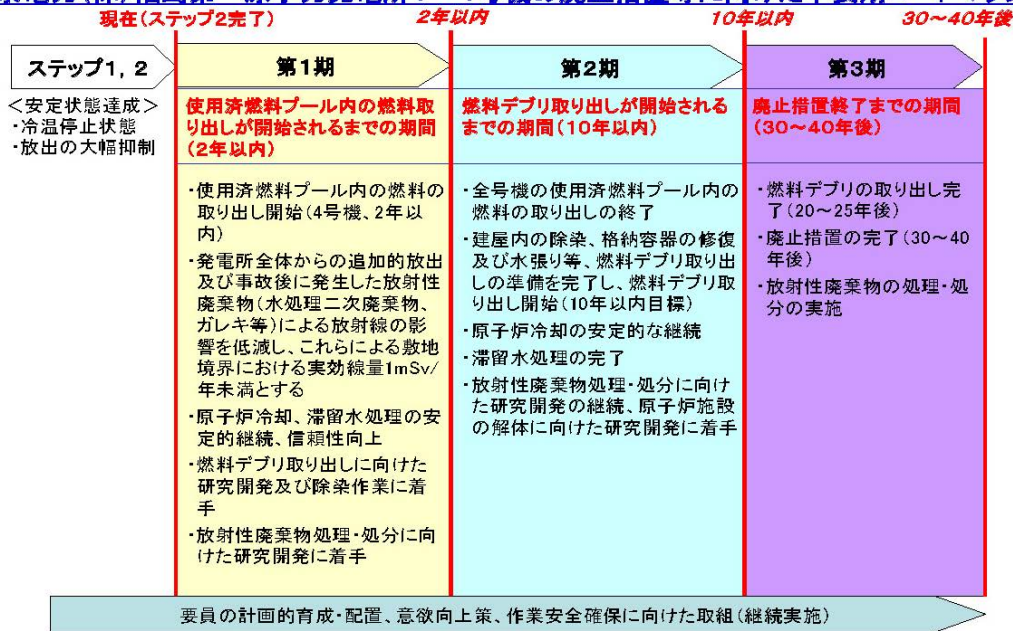 現在(ステップ2完了)
2年以内
10年以内
30～40年後
ステップ1, 2
第1期
第2期
第3期
<安定状態達成>
・冷温停止状態
・放出の大幅抑制
使用済燃料プール内の燃料取
り出しが開始されるまでの期間
(2年以内)
・使用済燃料プール内の燃料の
取り出し開始(4号機、2年以
内)
・発電所全体からの追加的放出
及び事故後に発生した放射性
廃棄物(水処理二次廃棄物、
ガレキ等)による放射線の影
響を低減し、これらによる敷地
境界における実効線量1mSv/
年未満とする
・原子炉冷却、滞留水処理の安
定的継続、信頼性向上
・燃料デブリ取り出しに向けた
研究開発及び除染作業に着
手
・放射性廃棄物処理・処分に向
けた研究開発に着手
燃料デブリ取り出しが開始される
までの期間(10年以内)
・全号機の使用済燃料プール内の
燃料の取り出しの終了
・建屋内の除染、格納容器の修復
及び水張り等、燃料デブリ取り出
しの準備を完了し、燃料デブリ取
り出し開始(10年以内目標)
・原子炉冷却の安定的な継続
・滞留水処理の完了
・放射性廃棄物処理・処分に向け
た研究開発の継続、原子炉施設
の解体に向けた研究開発に着手
廃止措置終了までの期間
(30～40年後)
・燃料デブリの取り出し完
了(20～25年後)
・廃止措置の完了(30～40
年後)
・放射性廃棄物の処理・処
分の実施
要員の計画的育成・配置、意欲向上策、作業安全確保に向けた取組(継続実施)